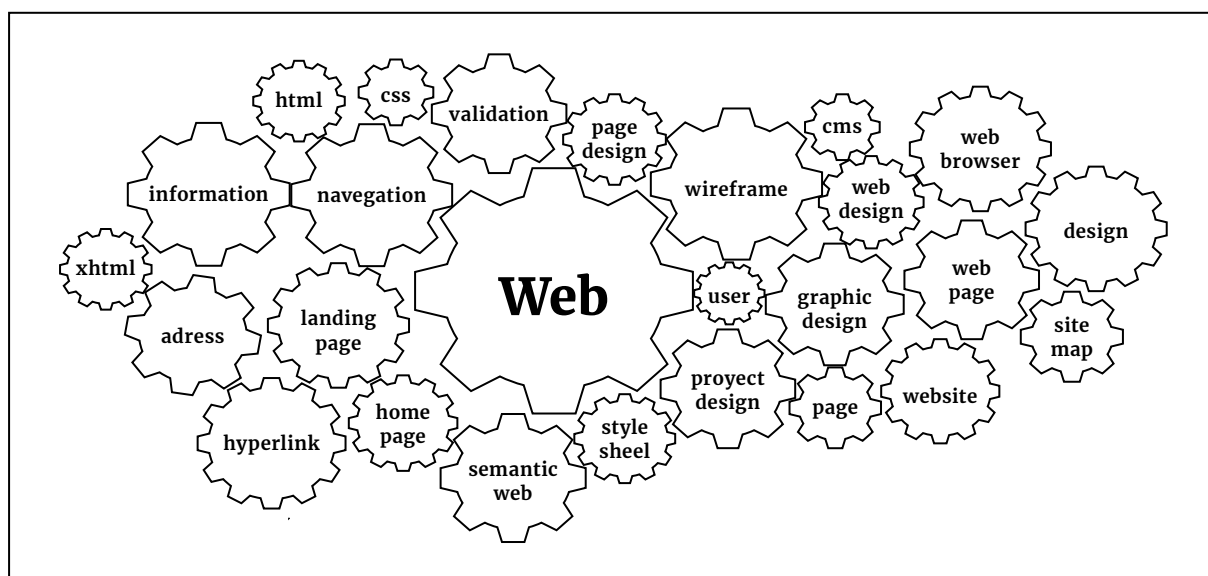 html
css
validation
page
design
cms
web
browser
information
navegation
wireframe
web
design
design
xhtml
Web
user
graphic
design
web
page
adress
landing
page
site
map
hyperlink
home
page
semantic
web
style
sheel
proyect
design
page
website